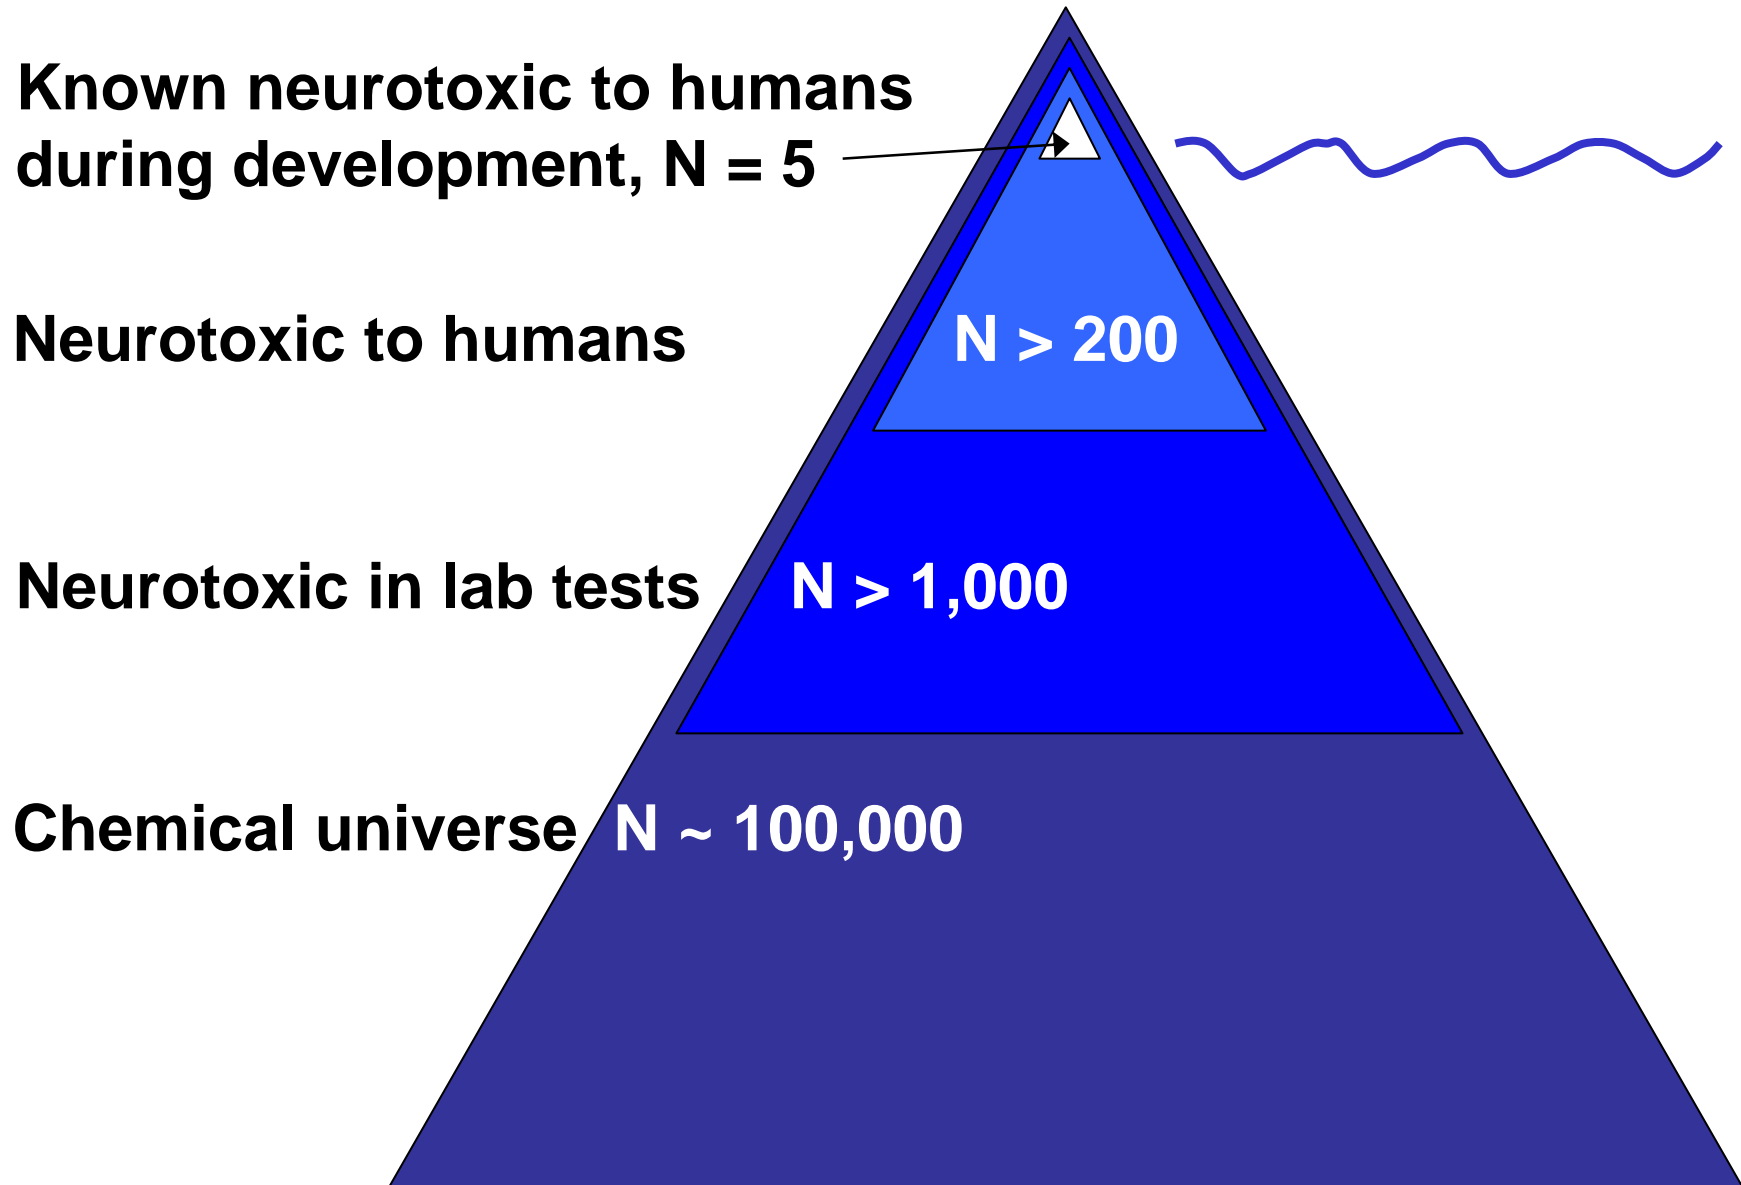 Known neurotoxic to humans
during development, N = 5
Neurotoxic to humans N > 200
Neurotoxic in lab tests N > 1,000
Chemical universe N ~ 100,000